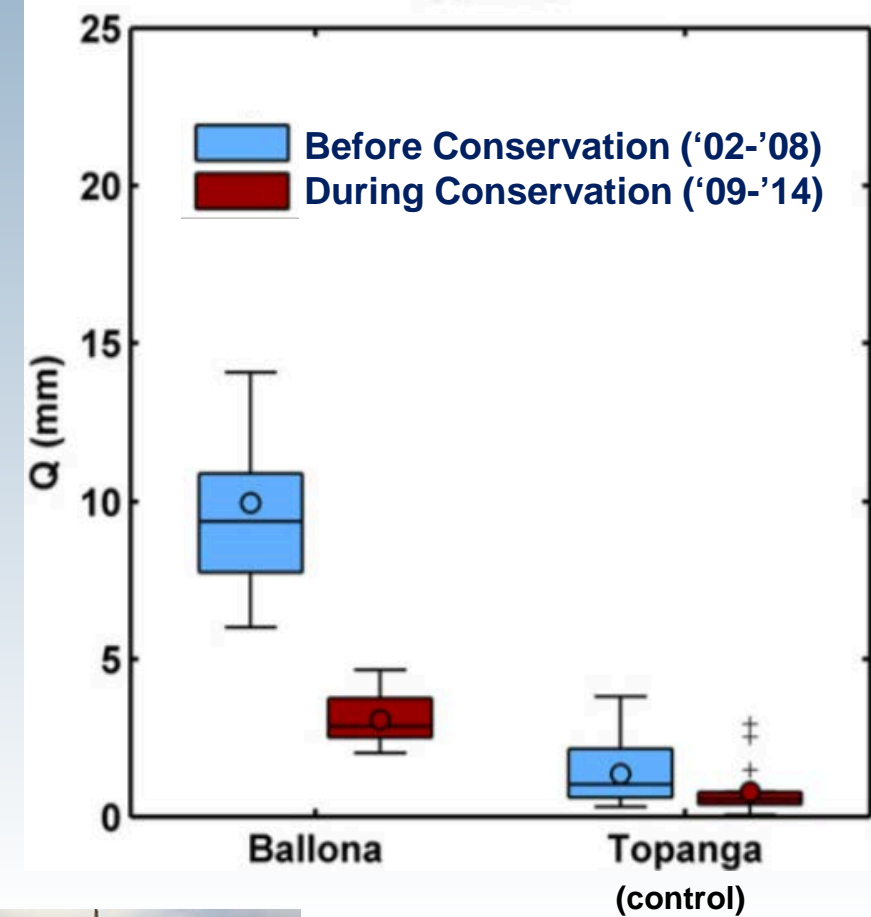 25
Before Conservation (‘02-’08)
During Conservation (‘09-’14)
20
15
10
5
0
Q (mm)
Ballona
Topanga
(control)